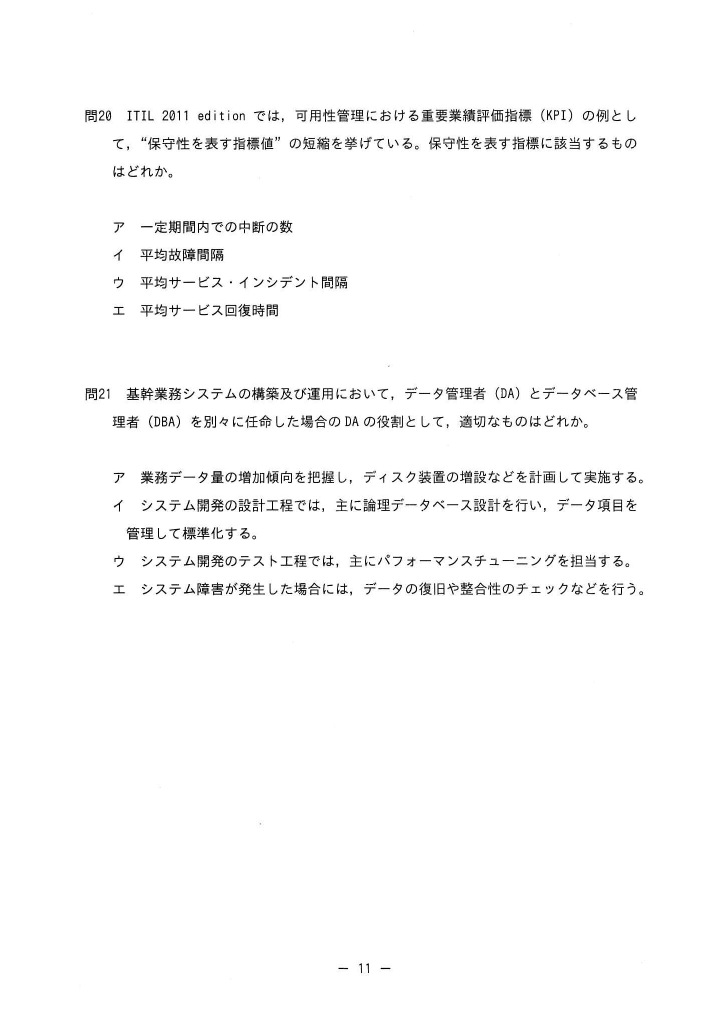 問20　ITIL 2011 edition では，可用性管理における重要業績評価指標（KPI）の例とし
て，“保守性を表す指標値”の短縮を挙げている。保守性を表す指標に該当するもの
はどれか。
ア　一定期間内での中断の数
イ　平均故障間隔
ウ　平均サービス・インシデント間隔
エ　平均サービス回復時間
問21　基幹業務システムの構築及び運用において，データ管理者（DA）とデータベース管
理者（DBA）を別々に任命した場合の DA の役割として，適切なものはどれか。
ア　業務データ量の増加傾向を把握し，ディスク装置の増設などを計画して実施する。
イ　システム開発の設計工程では，主に論理データベース設計を行い，データ項目を
管理して標準化する。
ウ　システム開発のテスト工程では，主にパフォーマンスチューニングを担当する。
エ　システム障害が発生した場合には，データの復旧や整合性のチェックなどを行う。
－ 11 －